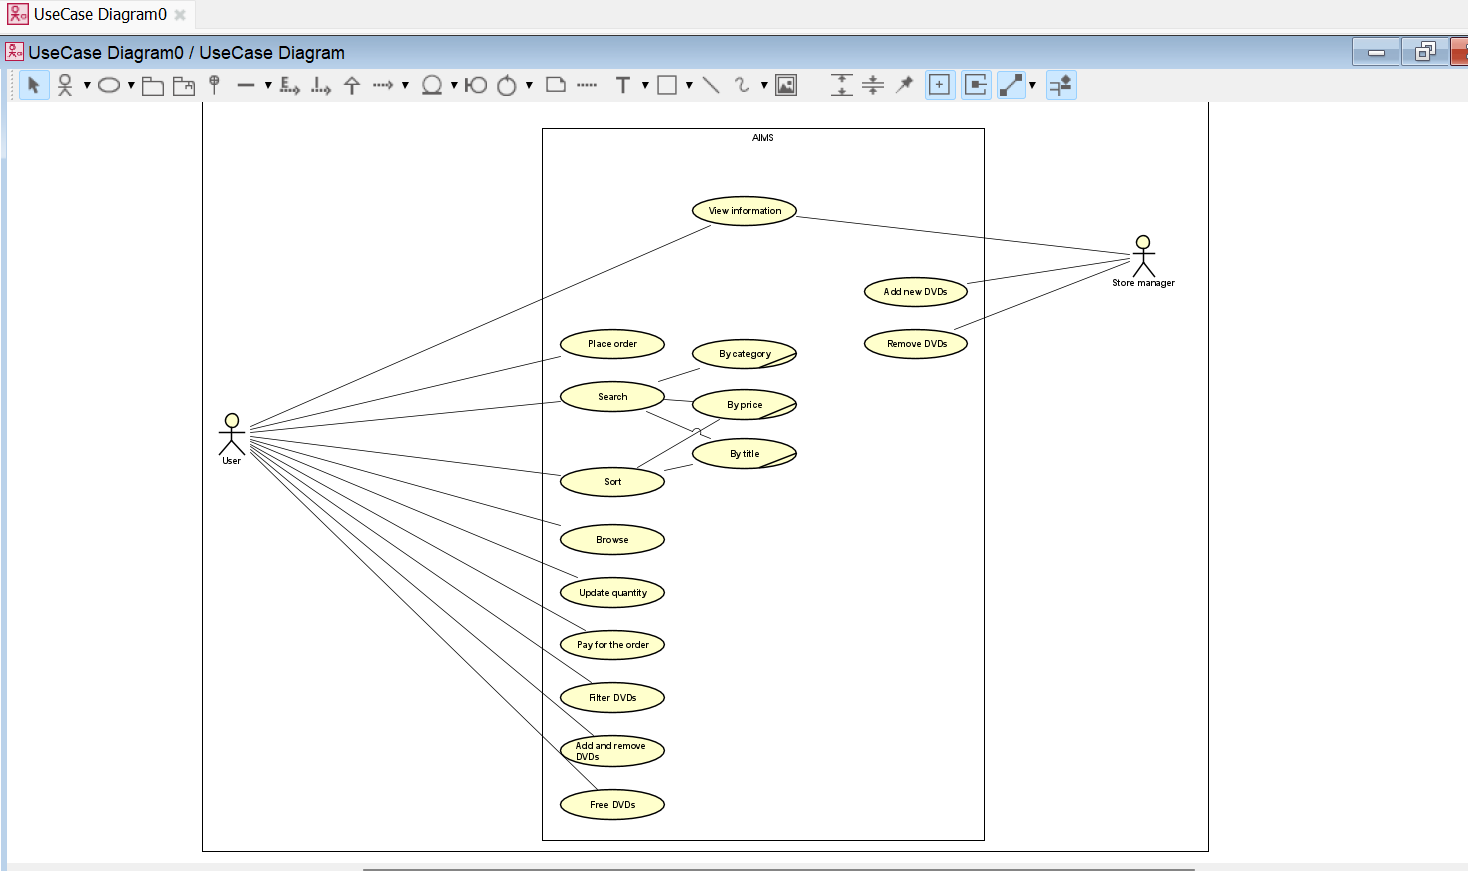 UseCase Diagram0
UseCase Diagram0 / UseCase Diagram
AIMS
View information
Store manager
Add new DVDs
Place order
Remove DVDs
By category
Search
By price
User
By title
Sort
Browse
Update quantity
Pay for the order
Filter DVDs
Add and remove
DVDs
Free DVDs